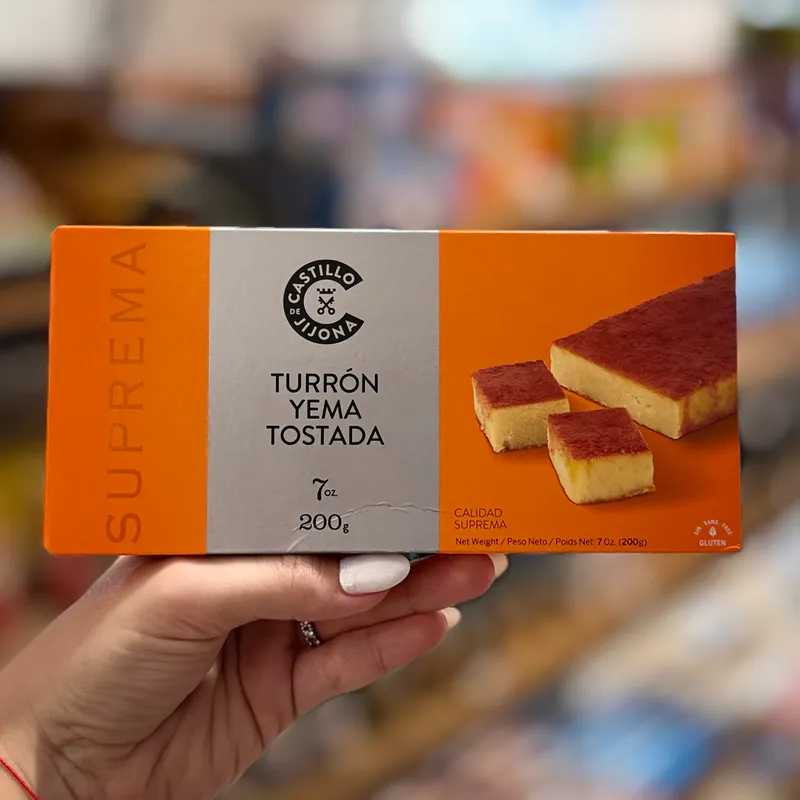 SUPREMA
CASTILLO
DE
JIJONA
TURRÓN
YEMA
TOSTADA
7oz.
200g
CALIDAD
SUPREMA
Net Weight / Peso Neto / Poids Net: 7 Oz. (200g)
SIN SANS FREE
GLUTEN